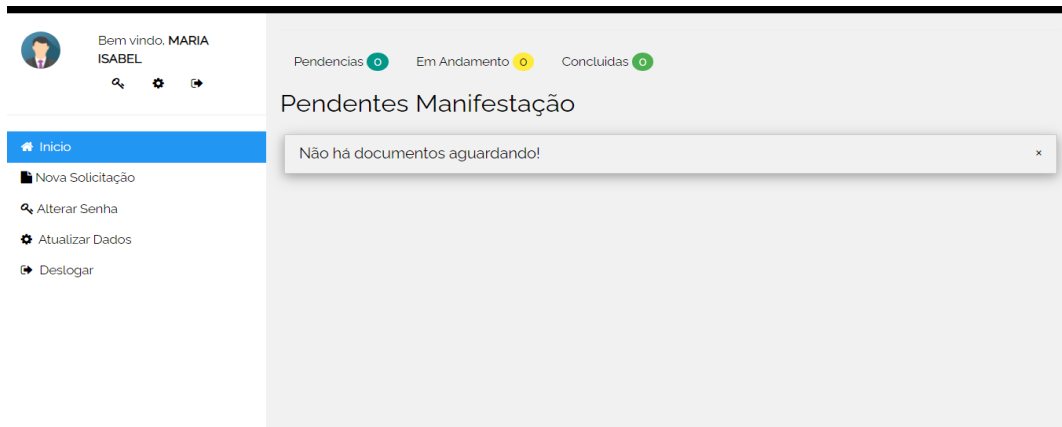 Bem vindo, MARIA
ISABEL
Pendencias 0 Em Andamento 0 Concluidas 0
Pendentes Manifestação
Não há documentos aguardando! ×
Inicio
Nova Solicitação
Alterar Senha
Atualizar Dados
Deslogar